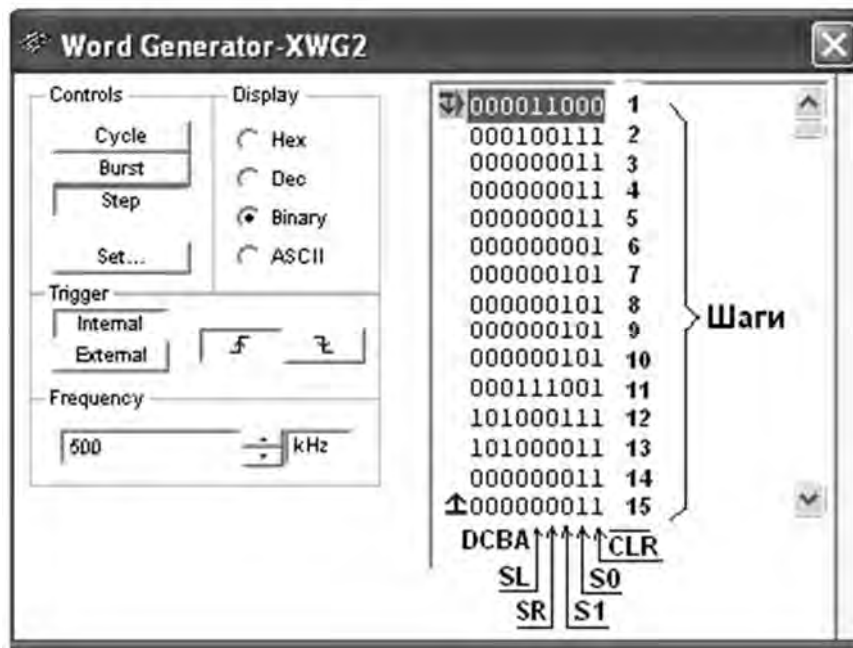 Word Generator-XWG2
Controls
Cycle
Burst
Step
Set...
Display
Hex
Dec
Binary
ASCII
Trigger
Internal
External
Frequency
500
kHz
000011000 1
000100111 2
000000011 3
000000011 4
000000011 5
000000001 6
000000101 7
000000101 8
000000101 9
000000101 10
000111001 11
101000111 12
101000011 13
000000011 14
000000011 15
Шаги
DCBA
CLR
SL
S0
SR
S1